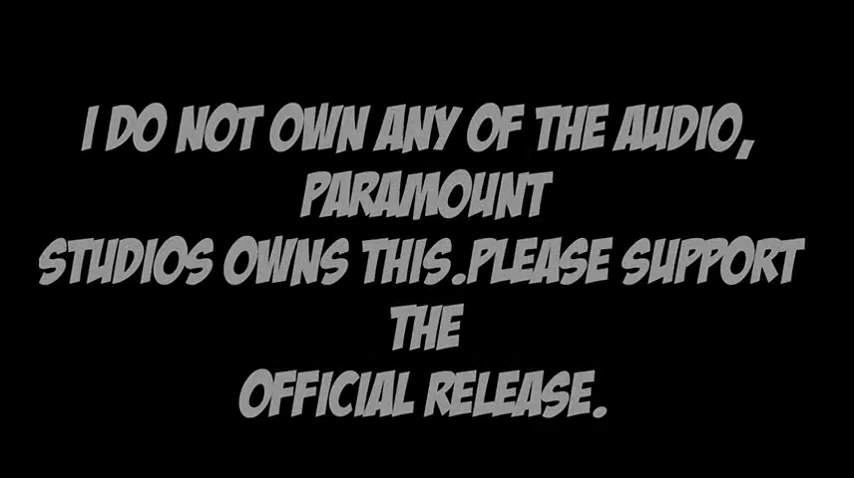 I DO NOT OWN ANY OF THE AUDIO,
PARAMOUNT
STUDIOS OWNS THIS.PLEASE SUPPORT
THE
OFFICIAL RELEASE.